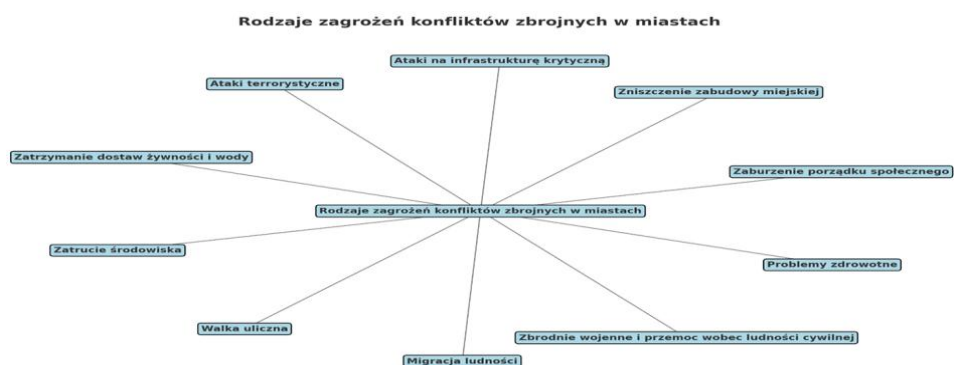 Rodzaje zagrożeń konfliktów zbrojnych w miastach
Ataki na infrastrukturę krytyczną
Ataki terrorystyczne
Zniszczenie zabudowy miejskiej
Zatrzymanie dostaw żywności i wody
Zaburzenie porządku społecznego
Rodzaje zagrożeń konfliktów zbrojnych w miastach
Zatrucie środowiska
Problemy zdrowotne
Walka uliczna
Zbrodnie wojenne i przemoc wobec ludności cywilnej
Migracja ludności